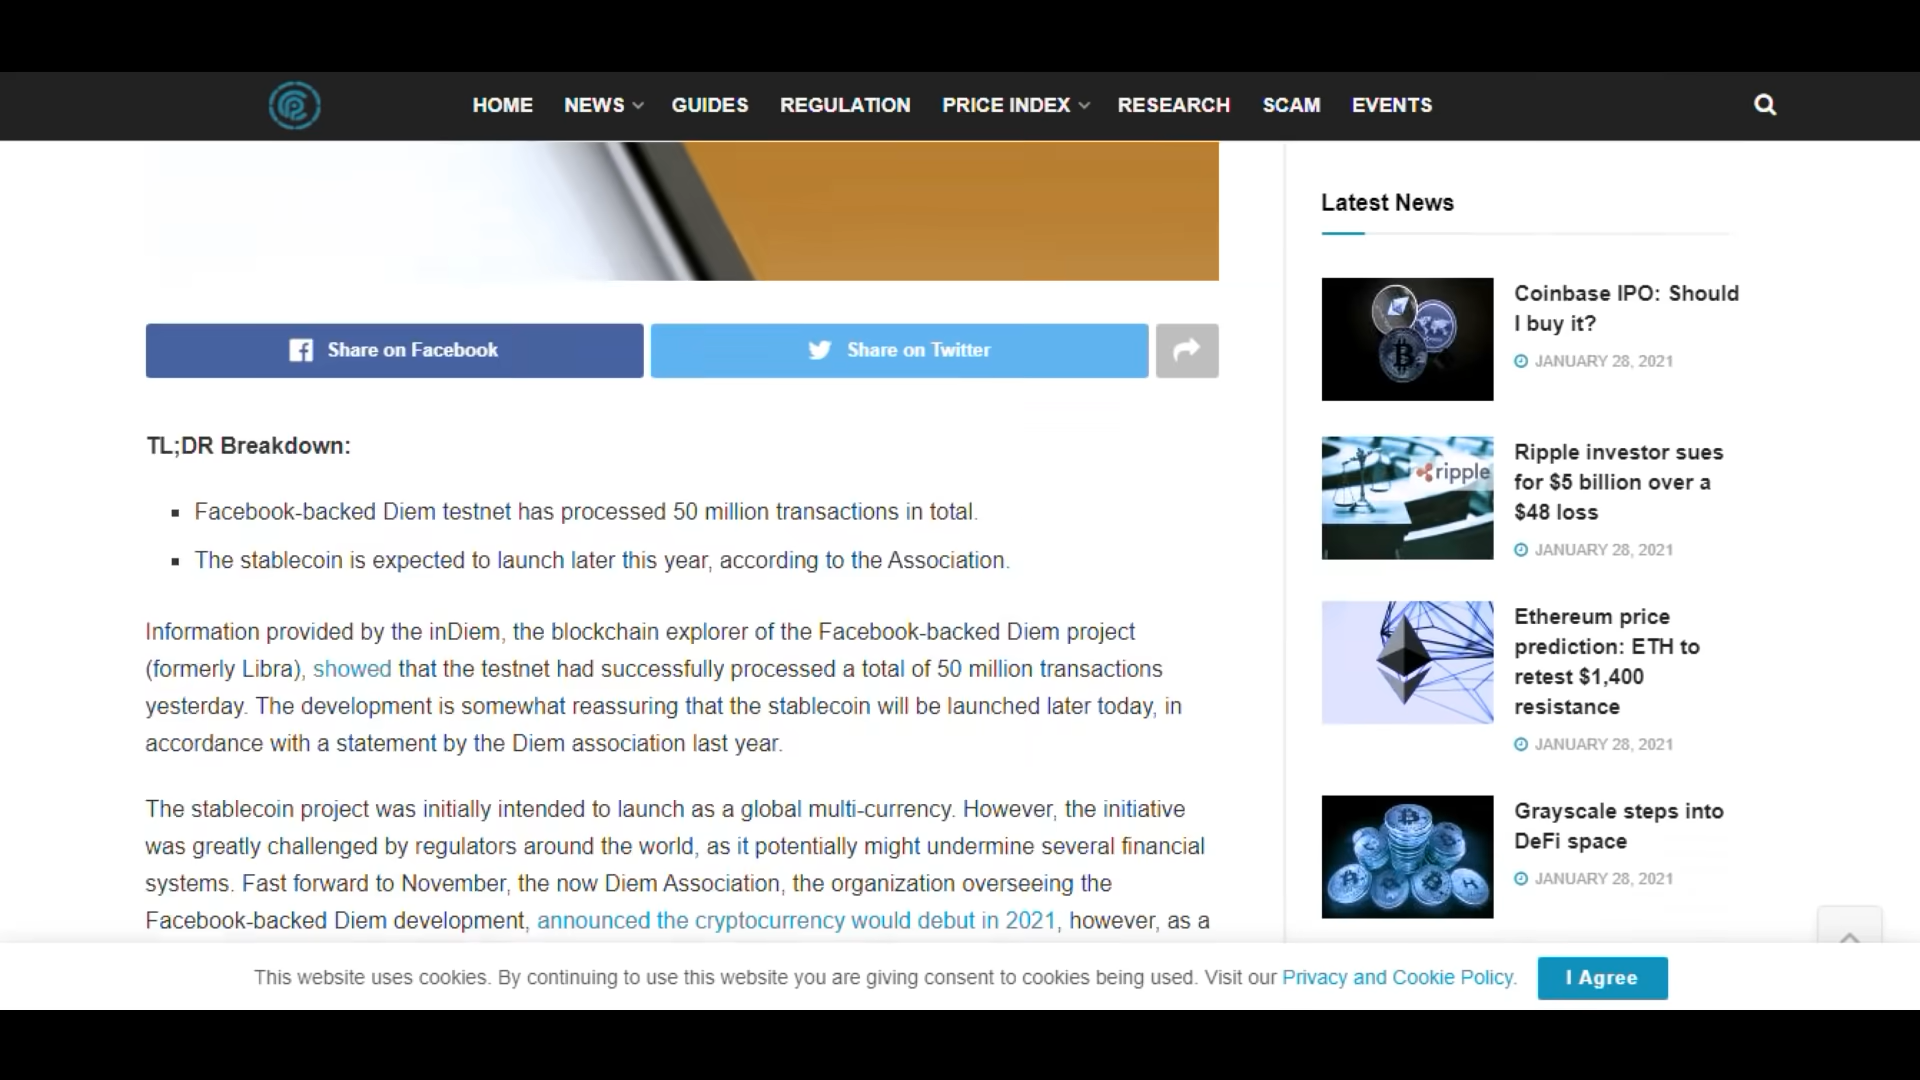 HOME NEWS GUIDES REGULATION PRICE INDEX RESEARCH SCAM EVENTS
Share on Facebook
Share on Twitter
TL;DR Breakdown:
Facebook-backed Diem testnet has processed 50 million transactions in total.
The stablecoin is expected to launch later this year, according to the Association.
Information provided by the inDiem, the blockchain explorer of the Facebook-backed Diem project
(formerly Libra), showed that the testnet had successfully processed a total of 50 million transactions
yesterday. The development is somewhat reassuring that the stablecoin will be launched later today, in
accordance with a statement by the Diem association last year.
The stablecoin project was initially intended to launch as a global multi-currency. However, the initiative
was greatly challenged by regulators around the world, as it potentially might undermine several financial
systems. Fast forward to November, the now Diem Association, the organization overseeing the
Facebook-backed Diem development, announced the cryptocurrency would debut in 2021, however, as a
Latest News
Coinbase IPO: Should
I buy it?
JANUARY 28, 2021
ripple
Ripple investor sues
for $5 billion over a
$48 loss
JANUARY 28, 2021
Ethereum price
prediction: ETH to
retest $1,400
resistance
JANUARY 28, 2021
Grayscale steps into
DeFi space
JANUARY 28, 2021
This website uses cookies. By continuing to use this website you are giving consent to cookies being used. Visit our Privacy and Cookie Policy.
I Agree